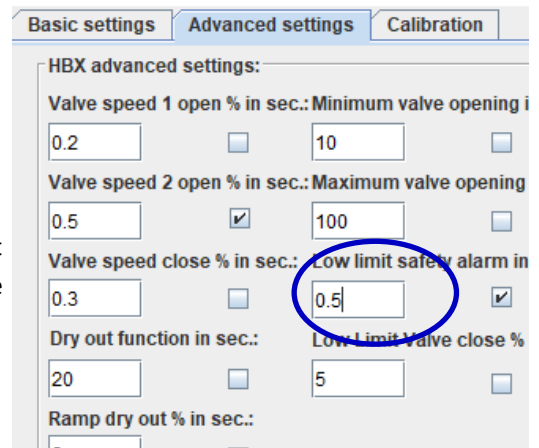 Basic settings Advanced settings Calibration
HBX advanced settings:
Valve speed 1 open % in sec.: Minimum valve opening i
0.2 10
Valve speed 2 open % in sec.: Maximum valve opening
0.5 100
Valve speed close % in sec.: Low limit safety alarm in
0.3 0.5
Dry out function in sec.: Low Limit Valve close %
20 5
Ramp dry out % in sec.: